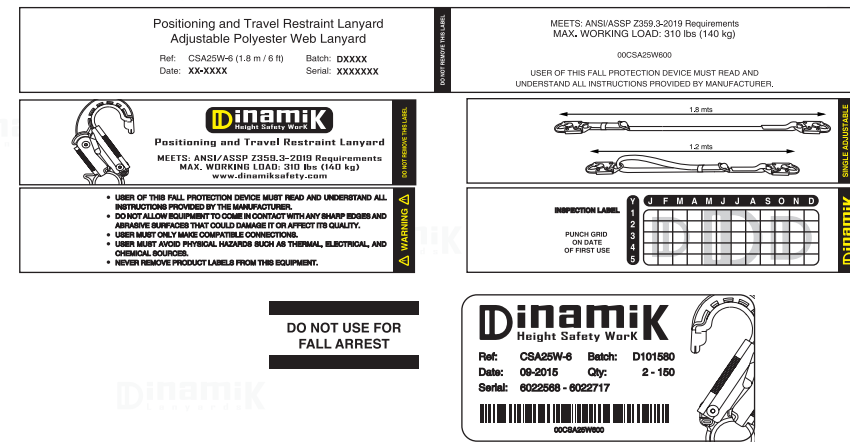 Positioning and Travel Restraint Lanyard
Adjustable Polyester Web Lanyard
Ref: CSA25W-6 (1.8 m / 6 ft) Batch: DXXXX
Date: XX-XXXX Serial: XXXXXXX
DO NOT REMOVE THIS LABEL
MEETS: ANSI/ASSP Z359.3-2019 Requirements
MAX. WORKING LOAD: 310 lbs (140 kg)
00CSA25W600
USER OF THIS FALL PROTECTION DEVICE MUST READ AND
UNDERSTAND ALL INSTRUCTIONS PROVIDED BY MANUFACTURER.
DinamiK
Height Safety WorK
Positioning and Travel Restraint Lanyard
MEETS: ANSI/ASSP Z359.3-2019 Requirements
MAX. WORKING LOAD: 310 lbs (140 kg)
www.dinamiksafety.com
DO NOT REMOVE THIS LABEL
1.8 mts
1.2 mts
SINGLE ADJUSTABLE
• USER OF THIS FALL PROTECTION DEVICE MUST READ AND UNDERSTAND ALL
INSTRUCTIONS PROVIDED BY THE MANUFACTURER.
• DO NOT ALLOW EQUIPMENT TO COME IN CONTACT WITH ANY SHARP EDGES AND
ABRASIVE SURFACES THAT COULD DAMAGE IT OR AFFECT ITS QUALITY.
• USER MUST ONLY MAKE COMPATIBLE CONNECTIONS.
• USER MUST AVOID PHYSICAL HAZARDS SUCH AS THERMAL, ELECTRICAL, AND
CHEMICAL SOURCES.
• NEVER REMOVE PRODUCT LABELS FROM THIS EQUIPMENT.
WARNING
INSPECTION LABEL
PUNCH GRID
ON DATE
OF FIRST USE
Y J F M A M J J A S O N D
1
2
3
4
5
DinamiK
DO NOT USE FOR
FALL ARREST
DinamiK
Height Safety WorK
Ref: CSA25W-6 Batch: D101580
Date: 09-2015 Qty: 2 - 150
Serial: 6022568 - 6022717
00CSA25W600
DinamiK